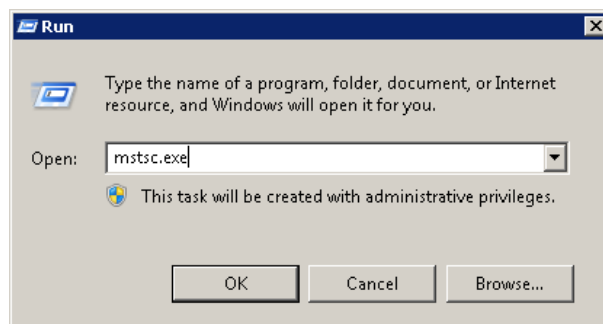 Run
Type the name of a program, folder, document, or Internet
resource, and Windows will open it for you.
Open: mstsc.exe
This task will be created with administrative privileges.
OK Cancel Browse...